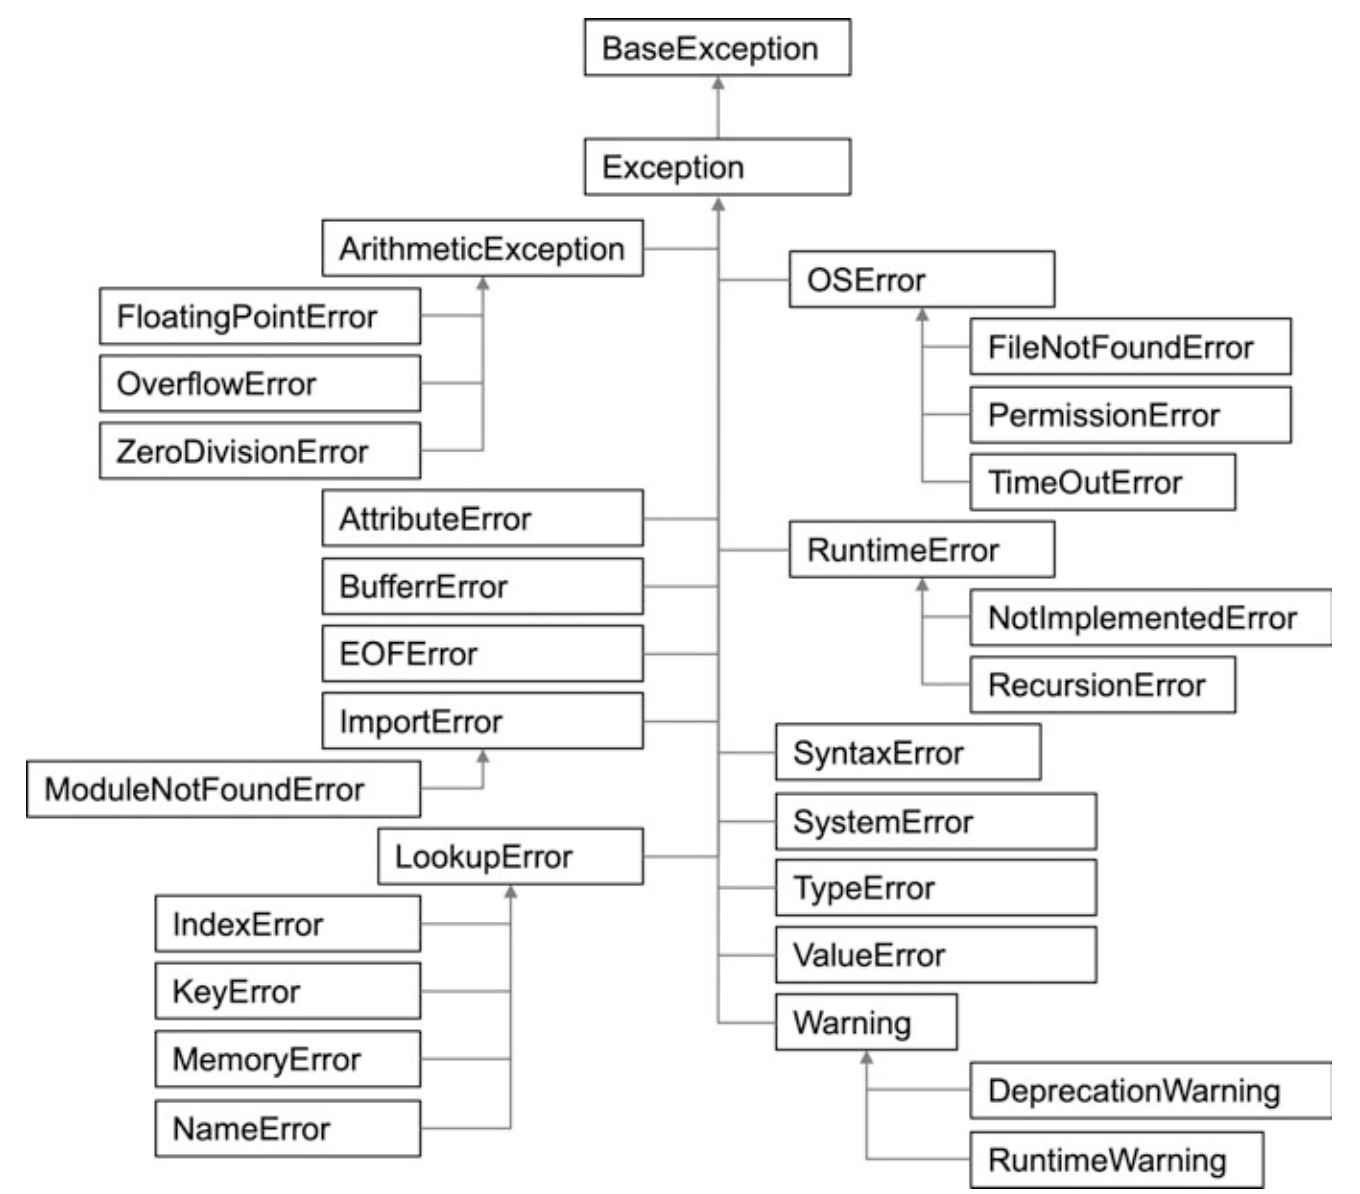 BaseException
Exception
ArithmeticException
FloatingPointError
OverflowError
ZeroDivisionError
AttributeError
BufferrError
EOFError
ImportError
ModuleNotFoundError
LookupError
IndexError
KeyError
MemoryError
NameError
OSError
FileNotFoundError
PermissionError
TimeOutError
RuntimeError
NotImplementedError
RecursionError
SyntaxError
SystemError
TypeError
ValueError
Warning
DeprecationWarning
RuntimeWarning